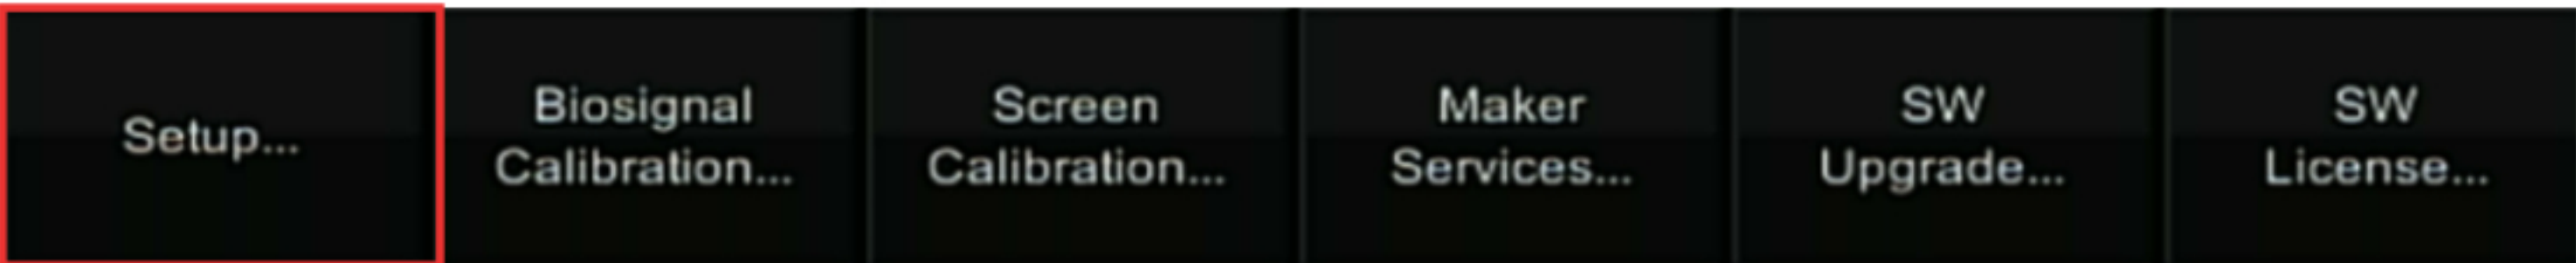 Setup...
Biosignal
Calibration...
Screen
Calibration...
Maker
Services...
SW
Upgrade...
SW
License...